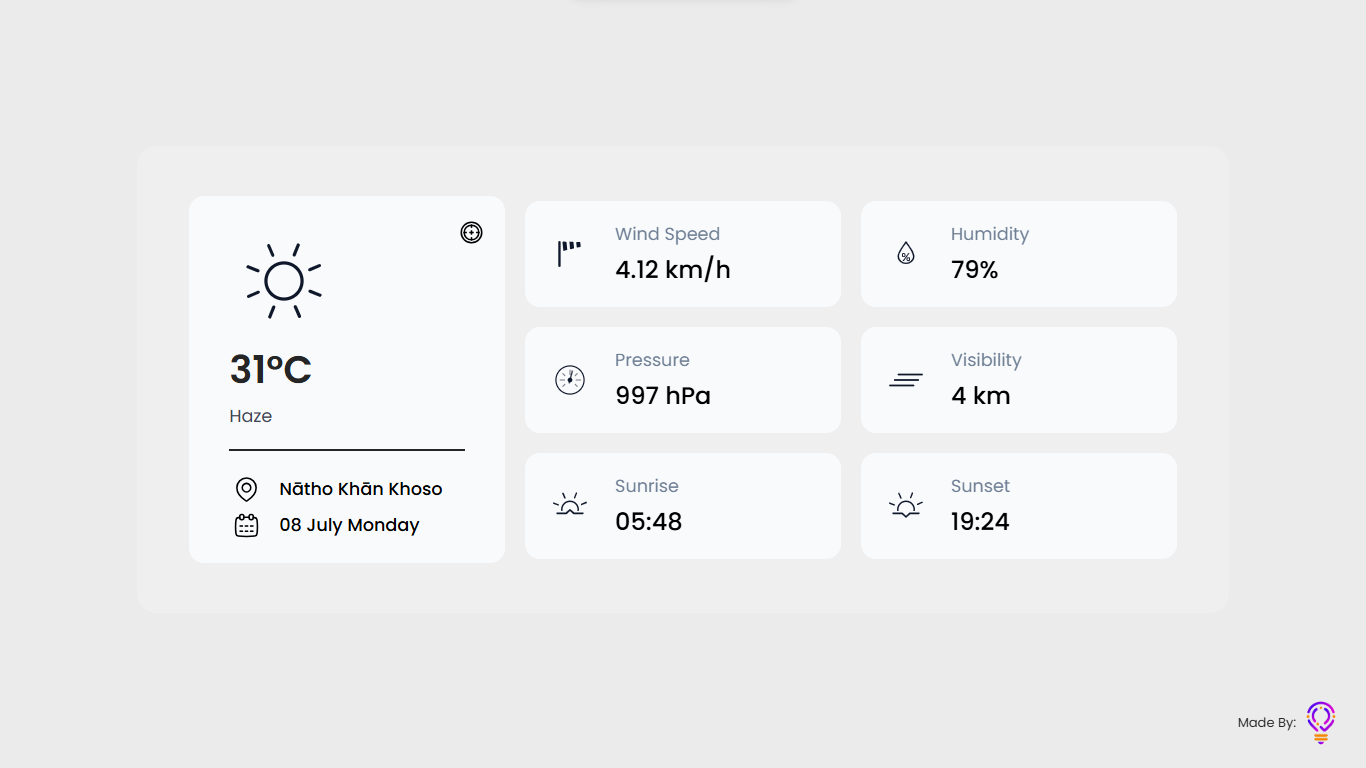 31°C
Haze
Nātho Khān Khoso
08 July Monday
Wind Speed
4.12 km/h
Humidity
79%
Pressure
997 hPa
Visibility
4 km
Sunrise
05:48
Sunset
19:24
Made By: